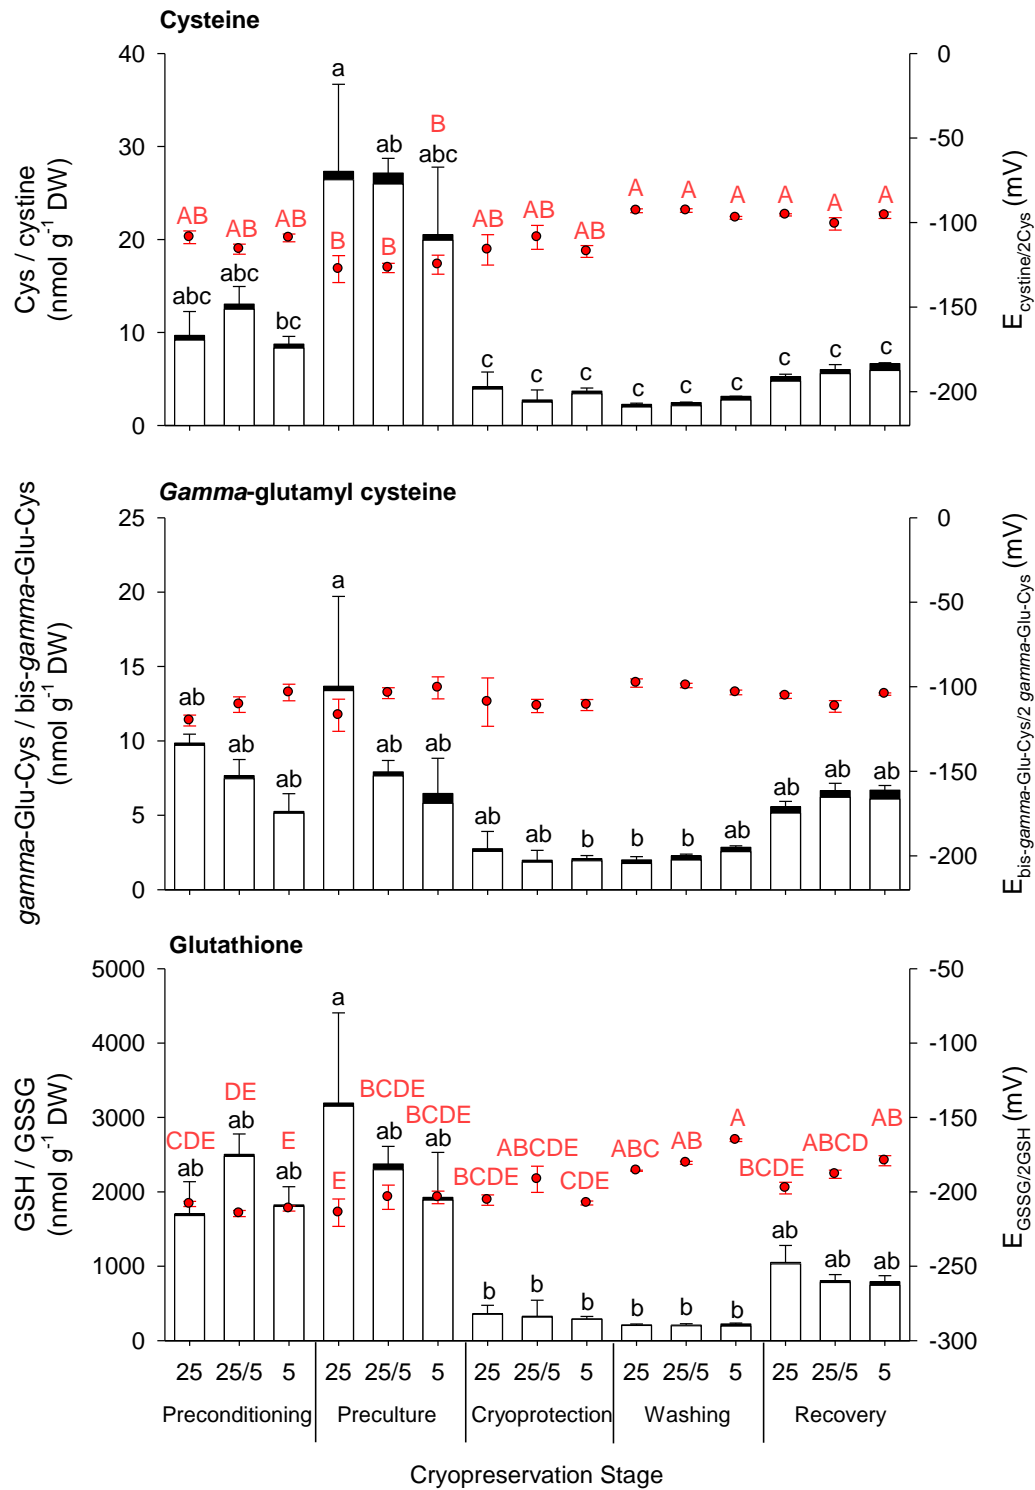 Cysteine
Cys / cystine
(nmol g⁻¹ DW)
40
30
20
10
0
0
-50
-100
-150
-200
E cystine/2Cys (mV)
AB AB AB B B B AB AB AB A A A A A A
abc abc bc a ab abc c c c c c c c c c
Gamma-glutamyl cysteine
gamma-Glu-Cys / bis-gamma-Glu-Cys
(nmol g⁻¹ DW)
25
20
15
10
5
0
0
-50
-100
-150
-200
E bis-gamma-Glu-Cys/2 gamma-Glu-Cys (mV)
ab ab ab a ab ab ab ab b b b ab ab ab ab
Glutathione
GSH / GSSG
(nmol g⁻¹ DW)
5000
4000
3000
2000
1000
0
-50
-100
-150
-200
-250
-300
E GSSG/2GSH (mV)
CDE DE E E BCDE BCDE BCDE ABCDE CDE ABC AB A BCDE ABCD AB
ab ab ab a ab ab b b b b b b ab ab ab
25 25/5 5 25 25/5 5 25 25/5 5 25 25/5 5 25 25/5 5
Preconditioning Preculture Cryoprotection Washing Recovery
Cryopreservation Stage